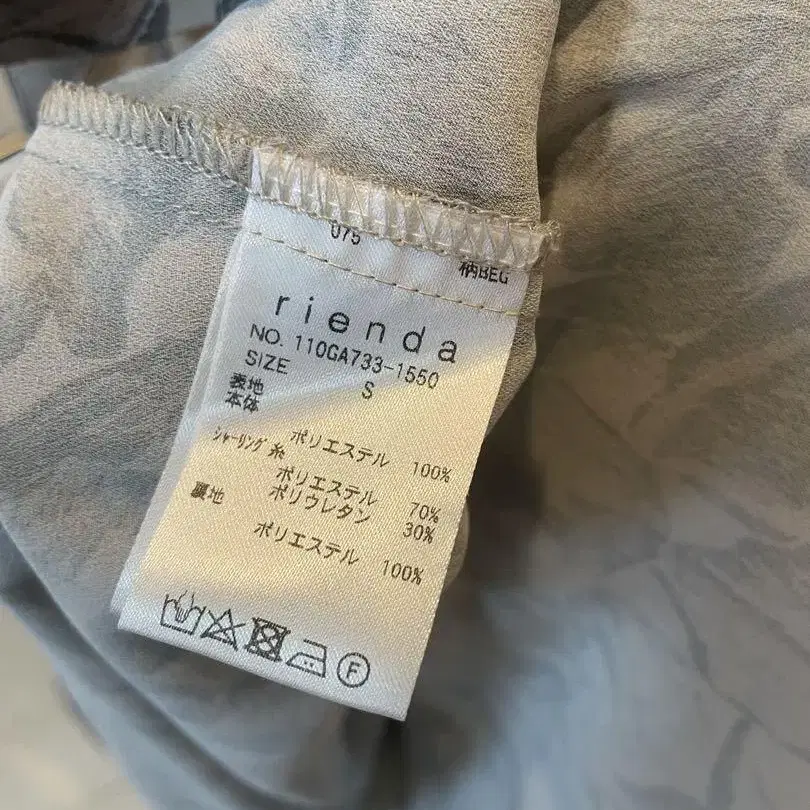 075
柄BEG
rienda
NO. 110GA733-1550
SIZE S
表地
本体
ポリエステル 100%
シャーリング糸
ポリエステル 70%
ポリウレタン 30%
裏地
ポリエステル 100%
F